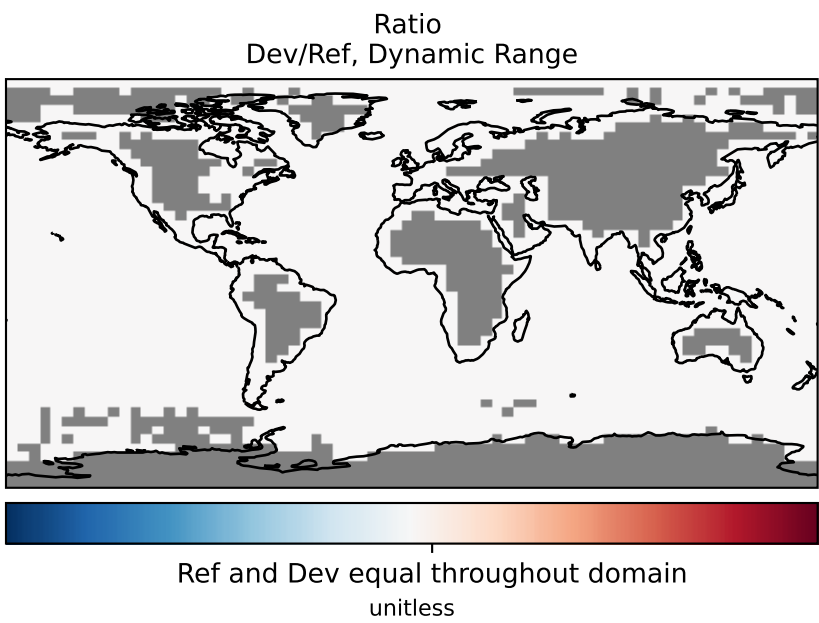 Ratio
Dev/Ref, Dynamic Range
Ref and Dev equal throughout domain
unitless